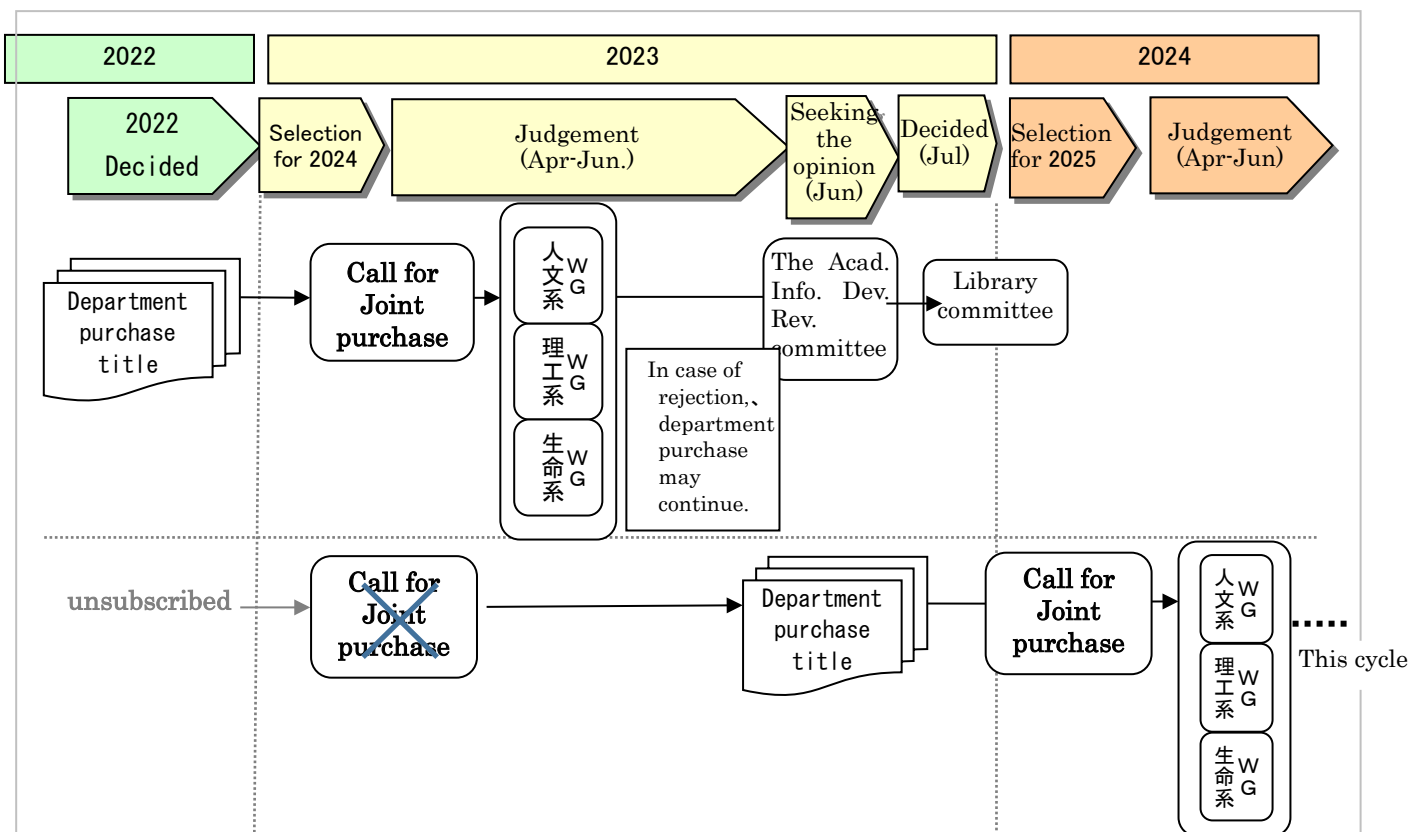 2022
2023
2024
2022
Decided
Selection
for 2024
Judgement
(Apr-Jun.)
Seeking
the
opinion
(Jun)
Decided
(Jul)
Selection
for 2025
Judgement
(Apr-Jun)
Department
purchase
title
Call for
Joint
purchase
人文系
WG
理工系
WG
生命系
WG
The Acad.
Info. Dev.
Rev.
committee
Library
committee
In case of
rejection,、
department
purchase
may
continue.
unsubscribed
Call for
Joint
purchase
Department
purchase
title
Call for
Joint
purchase
人文系
WG
理工系
WG
生命系
WG
This cycle